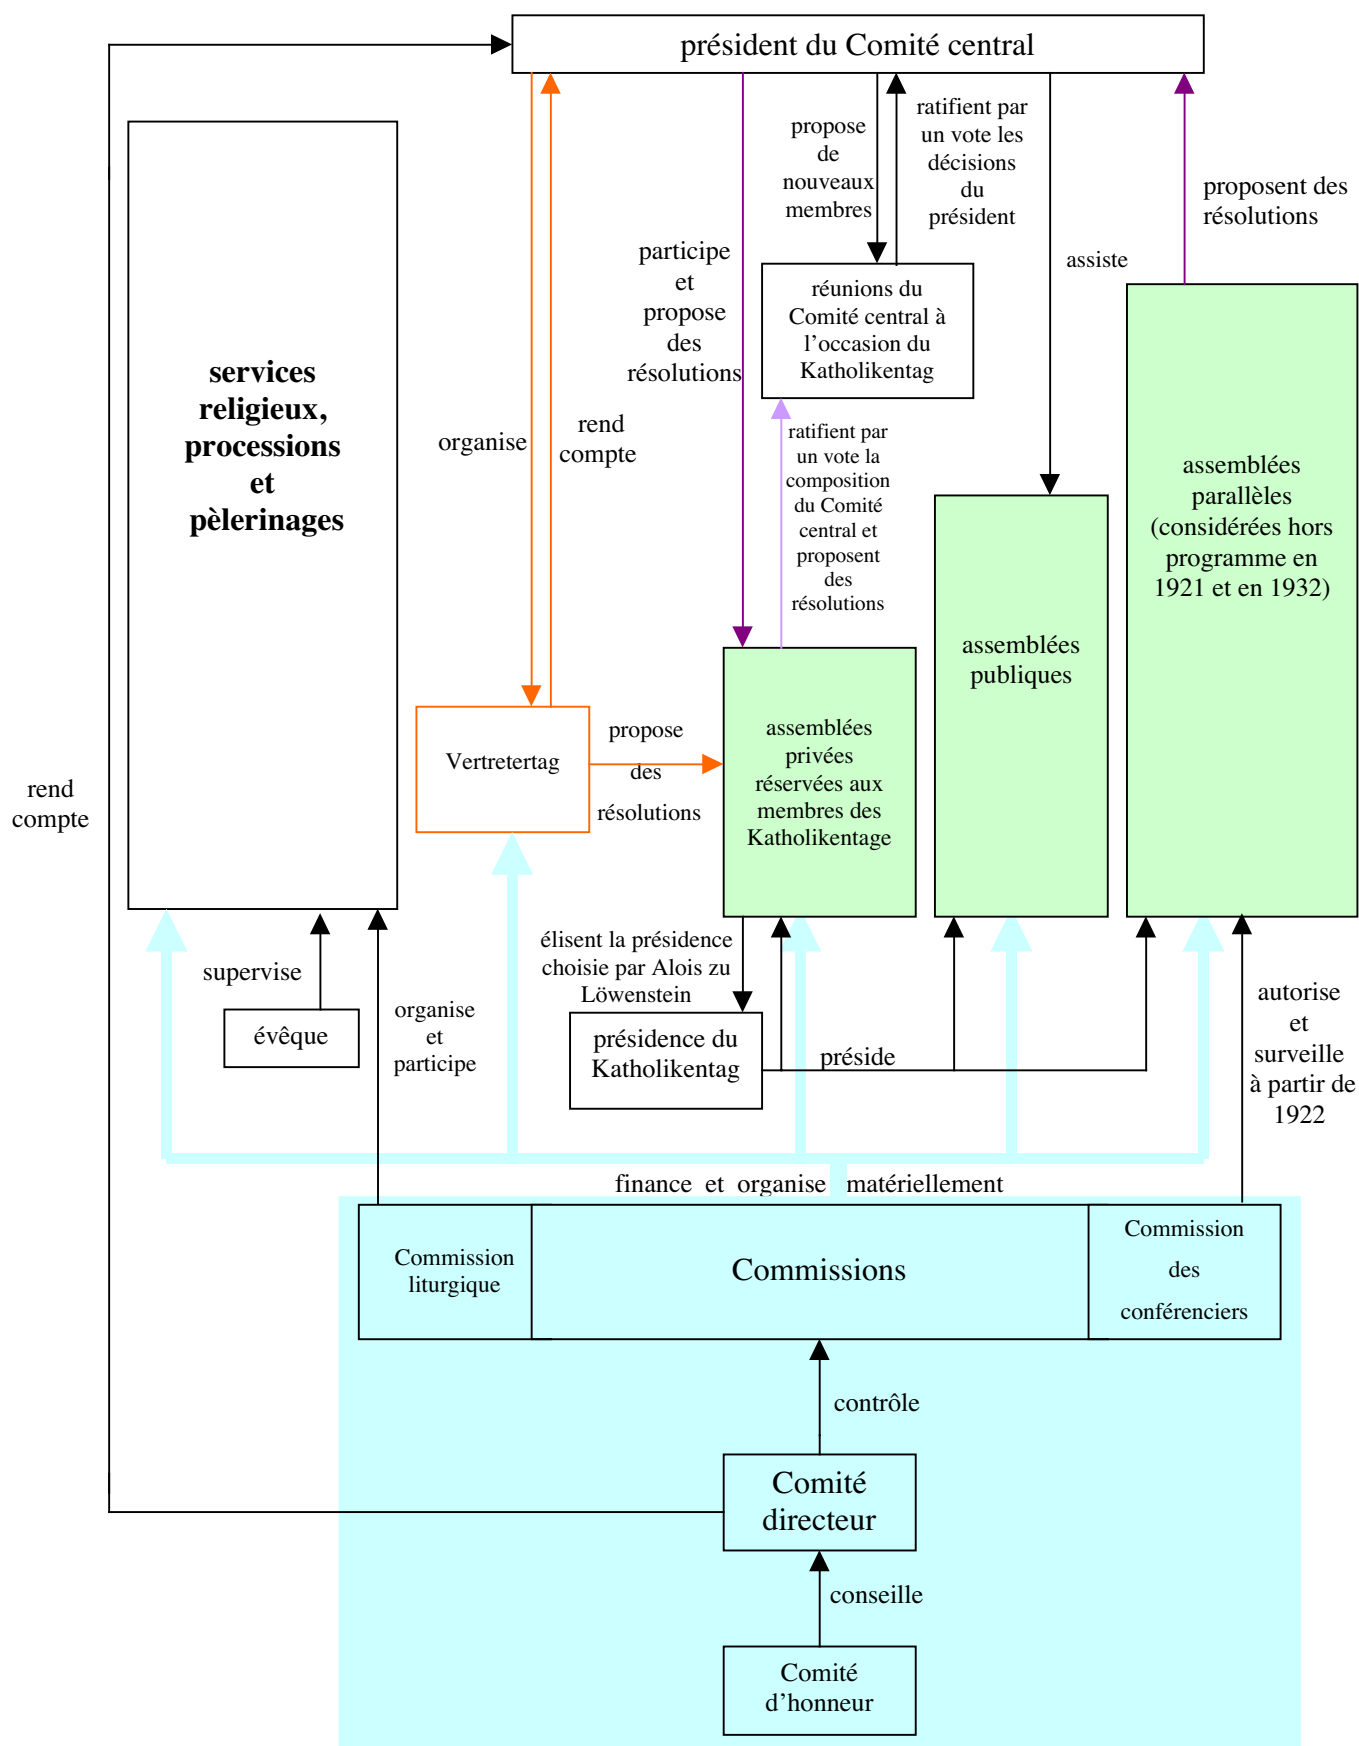 président du Comité central
propose
de
nouveaux
membres
ratifient par
un vote les
décisions
du
président
proposent des
résolutions
participe
et
propose
des
résolutions
assiste
réunions du
Comité central à
l'occasion du
Katholikentag
services
religieux,
processions
et
pèlerinages
organise
rend
compte
ratifient par
un vote la
composition
du Comité
central et
proposent
des
résolutions
assemblées
parallèles
(considérées hors
programme en
1921 et en 1932)
assemblées
publiques
Vertretertag
propose
des
résolutions
assemblées
privées
réservées aux
membres des
Katholikentage
rend
compte
élisent la présidence
choisie par Alois zu
Löwenstein
supervise
évêque
organise
et
participe
présidence du
Katholikentag
préside
autorise
et
surveille
à partir de
1922
finance et organise matériellement
Commission
liturgique
Commissions
Commission
des
conférenciers
contrôle
Comité
directeur
conseille
Comité
d'honneur